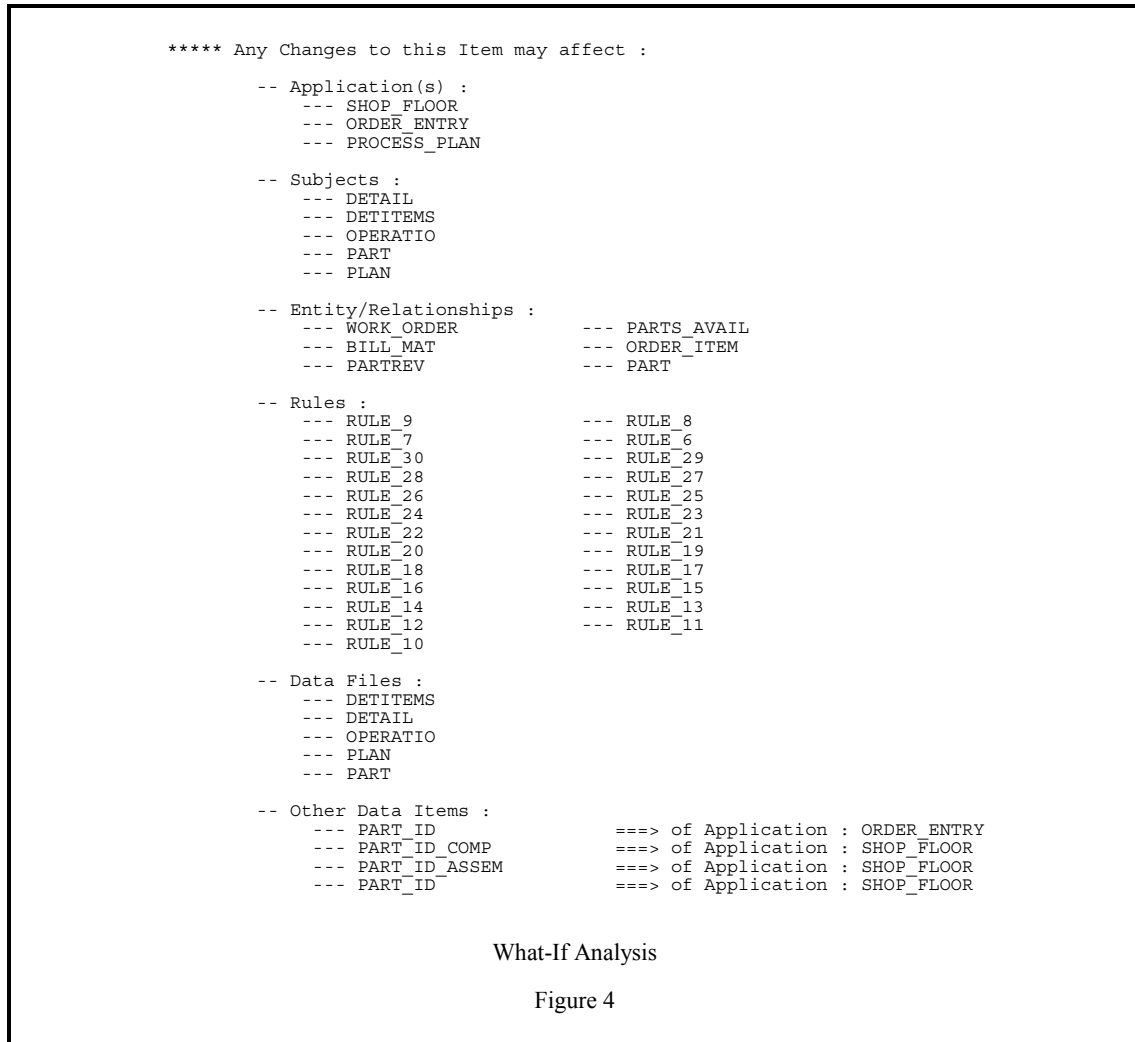 ***** Any Changes to this Item may affect :
-- Application(s) :
--- SHOP_FLOOR
--- ORDER_ENTRY
--- PROCESS_PLAN
-- Subjects :
--- DETAIL
--- DETITEMS
--- OPERATIO
--- PART
--- PLAN
-- Entity/Relationships :
--- WORK_ORDER --- PARTS_AVAIL
--- BILL_MAT --- ORDER_ITEM
--- PARTREV --- PART
-- Rules :
--- RULE_9 --- RULE_8
--- RULE_7 --- RULE_6
--- RULE_30 --- RULE_29
--- RULE_28 --- RULE_27
--- RULE_26 --- RULE_25
--- RULE_24 --- RULE_23
--- RULE_22 --- RULE_21
--- RULE_20 --- RULE_19
--- RULE_18 --- RULE_17
--- RULE_16 --- RULE_15
--- RULE_14 --- RULE_13
--- RULE_12 --- RULE_11
--- RULE_10
-- Data Files :
--- DETITEMS
--- DETAIL
--- OPERATIO
--- PLAN
--- PART
-- Other Data Items :
--- PART_ID ===> of Application : ORDER_ENTRY
--- PART_ID_COMP ===> of Application : SHOP_FLOOR
--- PART_ID_ASSEM ===> of Application : SHOP_FLOOR
--- PART_ID ===> of Application : SHOP_FLOOR
What-If Analysis
Figure 4